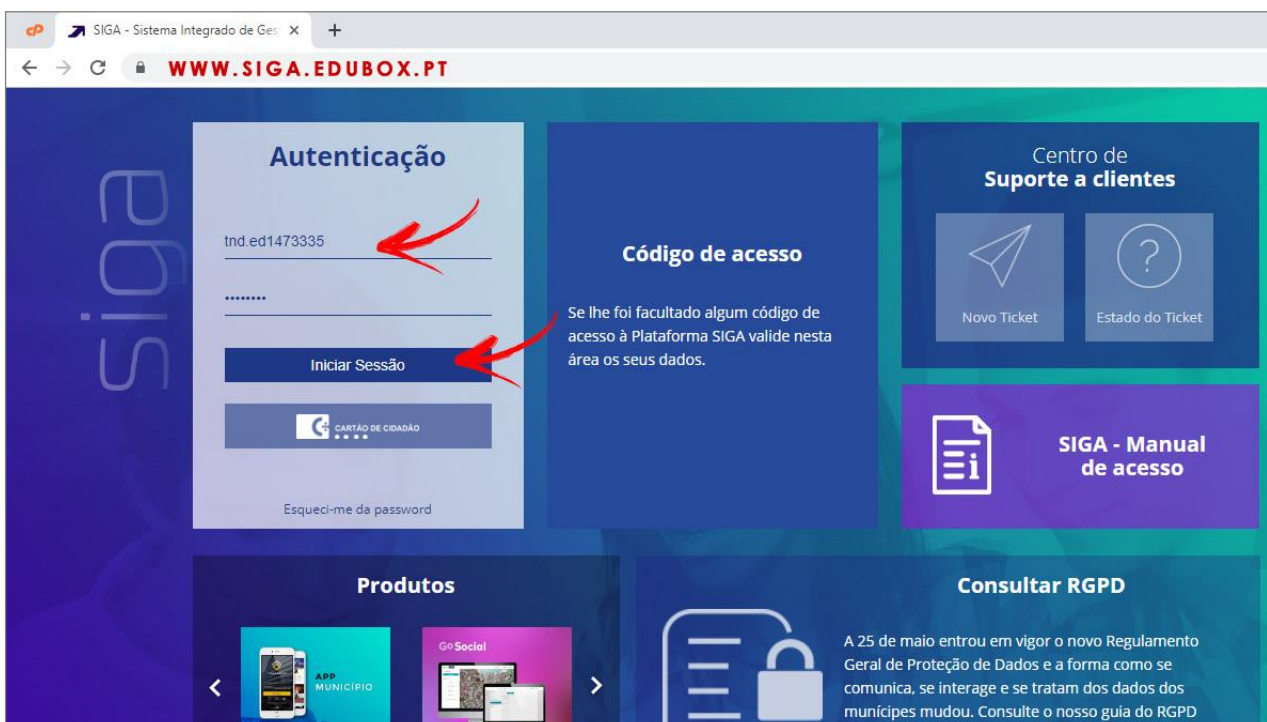 SIGA - Sistema Integrado de Ges
WWW.SIGA.EDUBOX.PT
siga
Autenticação
tnd.ed1473335
........
Iniciar Sessão
CARTÃO DE CIDADÃO
Esqueci-me da password
Código de acesso
Se lhe foi facultado algum código de
acesso à Plataforma SIGA valide nesta
área os seus dados.
Centro de
Suporte a clientes
Novo Ticket
Estado do Ticket
SIGA - Manual
de acesso
Produtos
APP
MUNICÍPIO
GoSocial
Consultar RGPD
A 25 de maio entrou em vigor o novo Regulamento
Geral de Proteção de Dados e a forma como se
comunica, se interage e se tratam dos dados dos
munícipes mudou. Consulte o nosso guia do RGPD